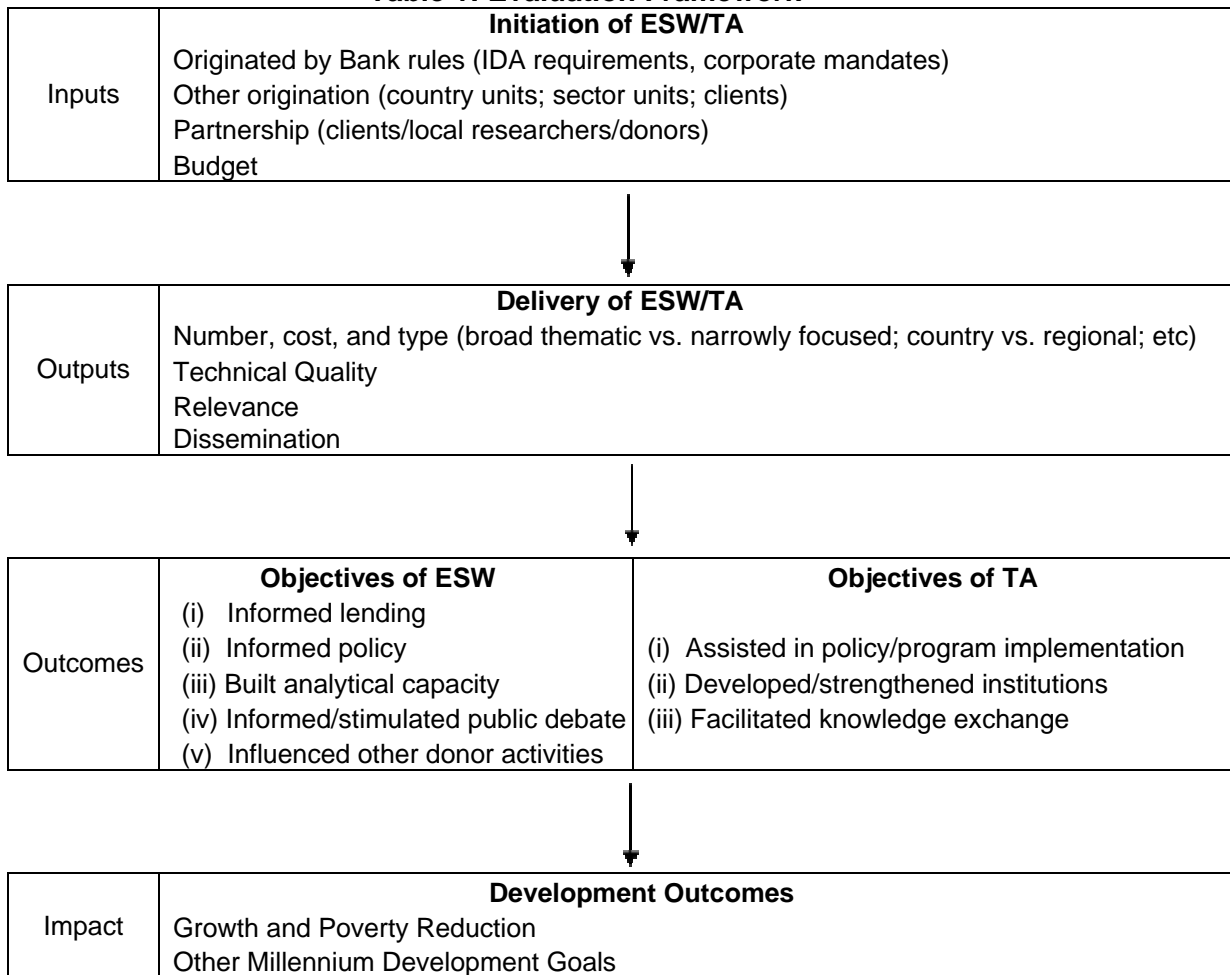 Table 1: Evaluation Framework
Initiation of ESW/TA
Inputs
Originated by Bank rules (IDA requirements, corporate mandates)
Other origination (country units; sector units; clients)
Partnership (clients/local researchers/donors)
Budget
Delivery of ESW/TA
Outputs
Number, cost, and type (broad thematic vs. narrowly focused; country vs. regional; etc)
Technical Quality
Relevance
Dissemination
Outcomes
Objectives of ESW
(i) Informed lending
(ii) Informed policy
(iii) Built analytical capacity
(iv) Informed/stimulated public debate
(v) Influenced other donor activities
Objectives of TA
(i) Assisted in policy/program implementation
(ii) Developed/strengthened institutions
(iii) Facilitated knowledge exchange
Development Outcomes
Impact
Growth and Poverty Reduction
Other Millennium Development Goals